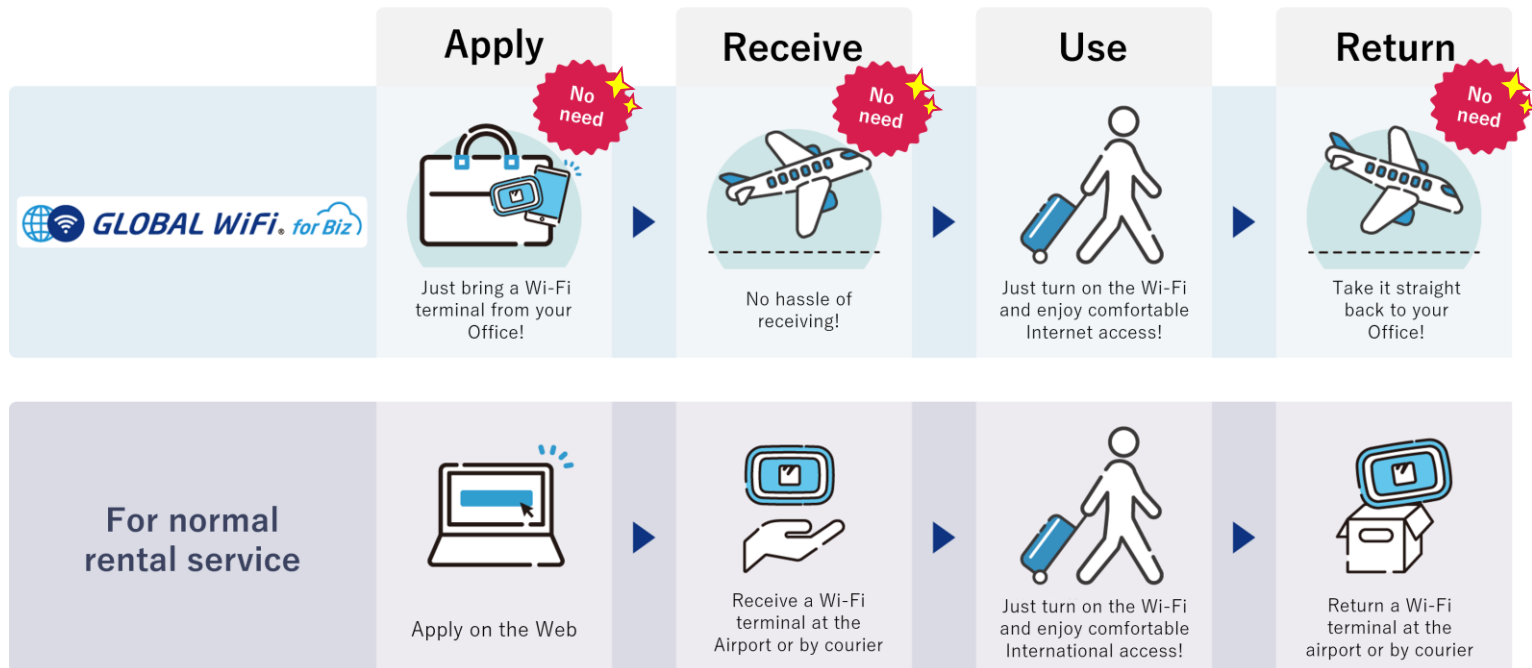 Apply
Receive
Use
Return
No
need
No
need
No
need
GLOBAL WiFi. for Biz
Just bring a Wi-Fi
terminal from your
Office!
No hassle of
receiving!
Just turn on the Wi-Fi
and enjoy comfortable
Internet access!
Take it straight
back to your
Office!
For normal
rental service
Apply on the Web
Receive a Wi-Fi
terminal at the
Airport or by courier
Just turn on the Wi-Fi
and enjoy comfortable
International access!
Return a Wi-Fi
terminal at the
airport or by courier